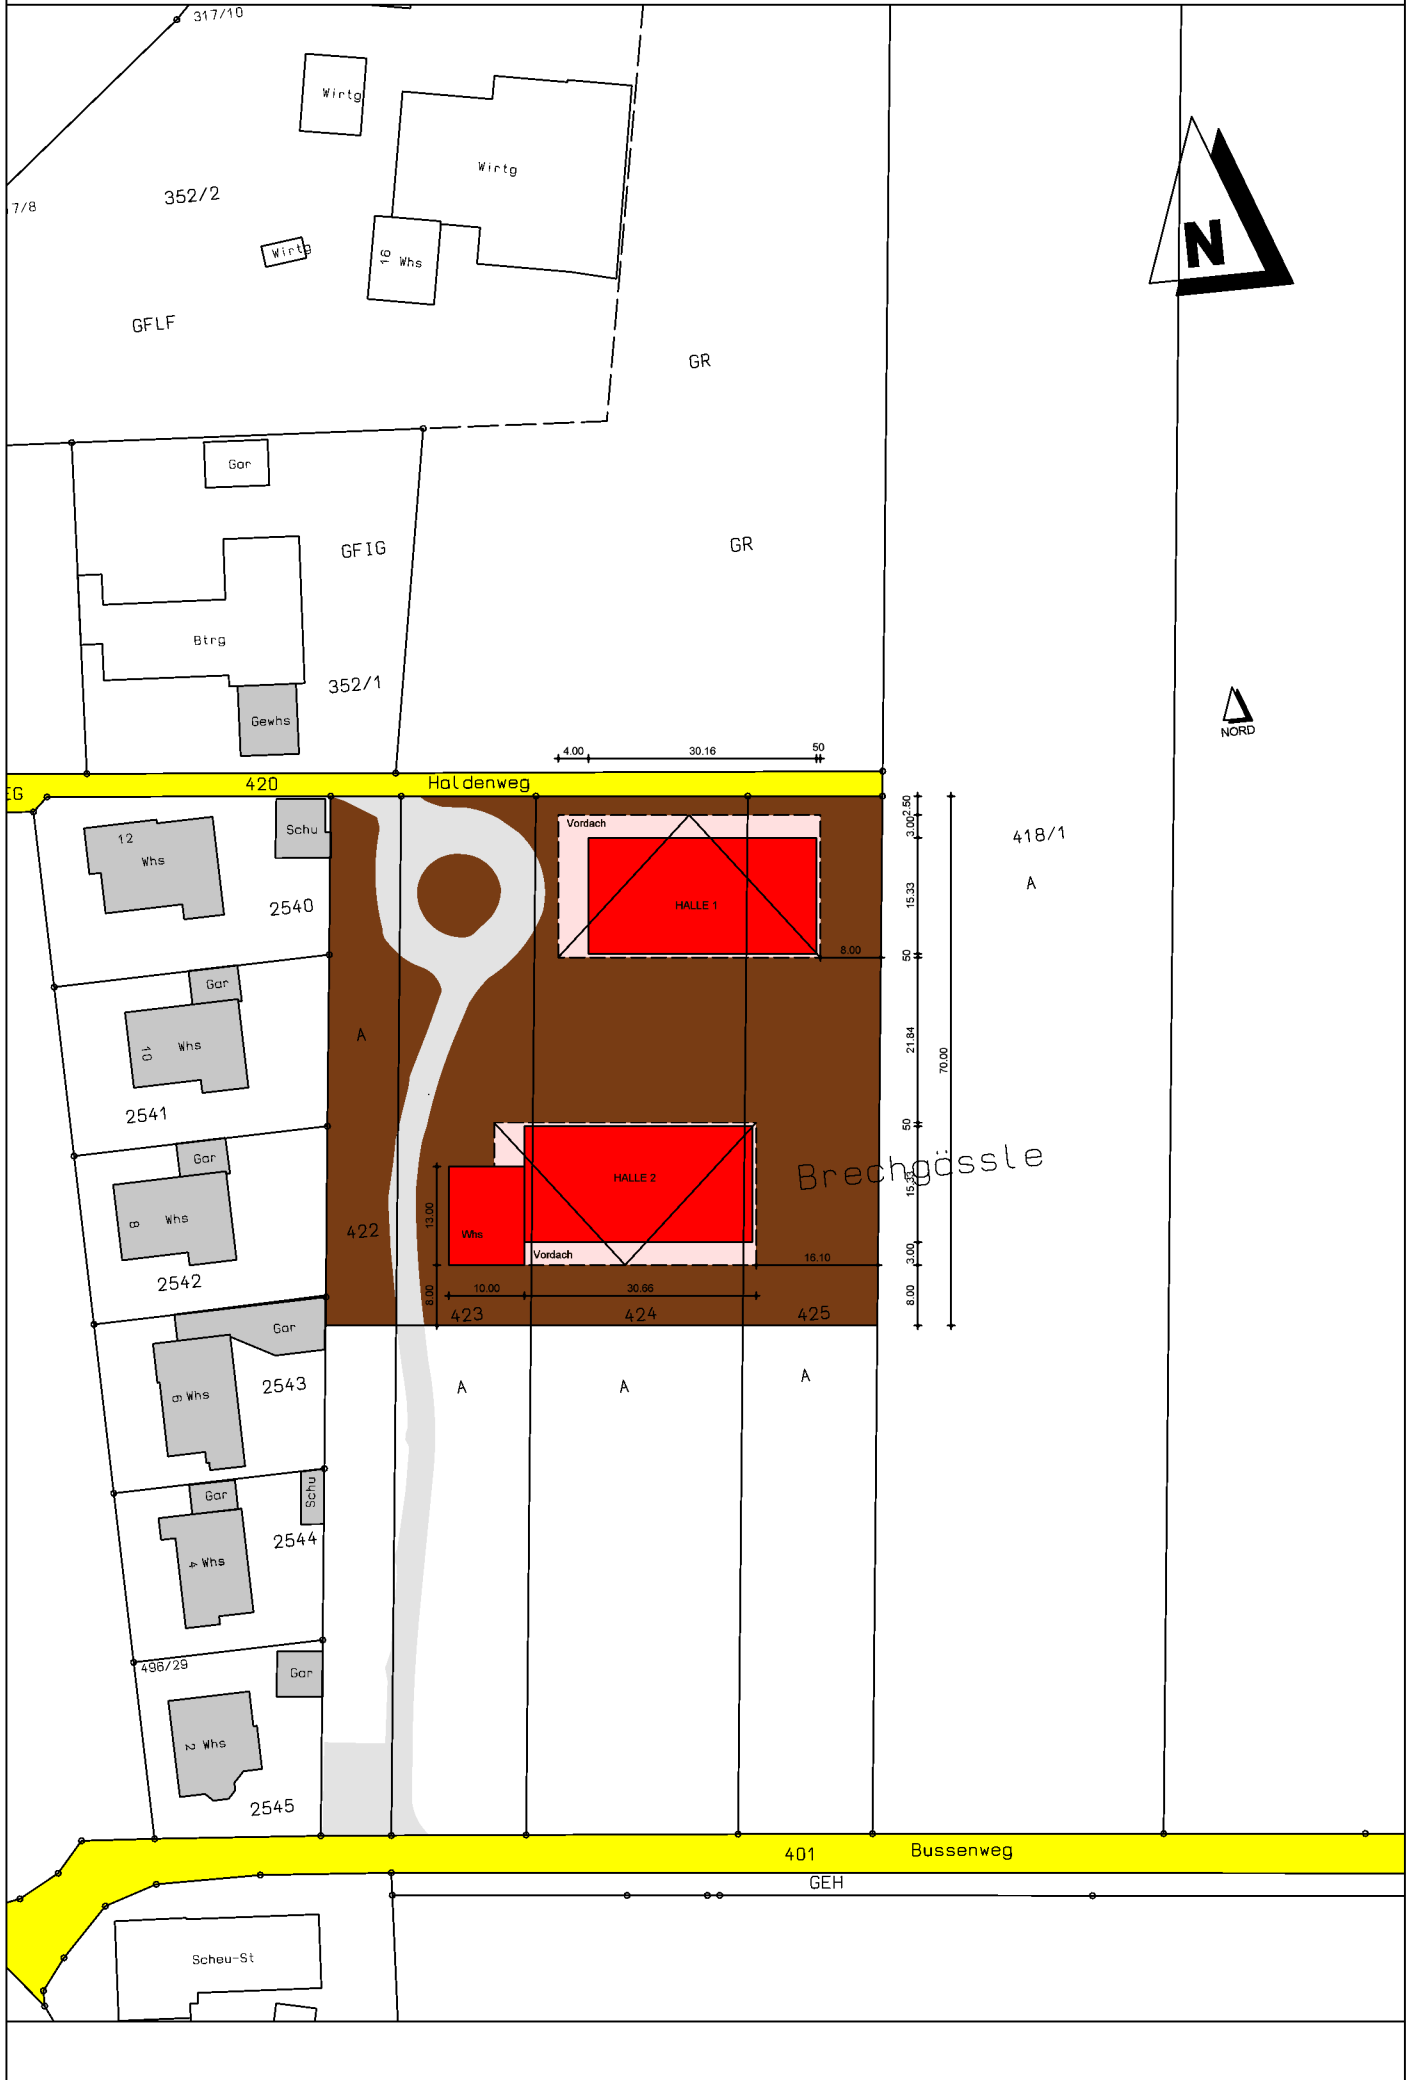 317/10
Wirtg
Wirtg
352/2
7/8
N
Wirtg
16
Whs
GFLF
GR
Gar
GFIG
GR
Btrg
352/1
Gewhs
NORD
4.00
30.16
50
EG
420
Haldenweg
12
Whs
Schu
Vordach
2.50
3.00
418/1
A
2540
HALLE 1
15.33
8.00
50
Gar
10
Whs
A
21.84
70.00
2541
50
Gar
Brechgässle
HALLE 2
15.33
8
Whs
422
13.00
Whs
Vordach
16.10
3.00
2542
8.00
10.00
30.66
8.00
423
424
425
Gar
2543
A
A
A
6
Whs
Gar
Schu
2544
4
Whs
496/29
Gar
2
Whs
2545
401
Bussenweg
GEH
Scheu-St